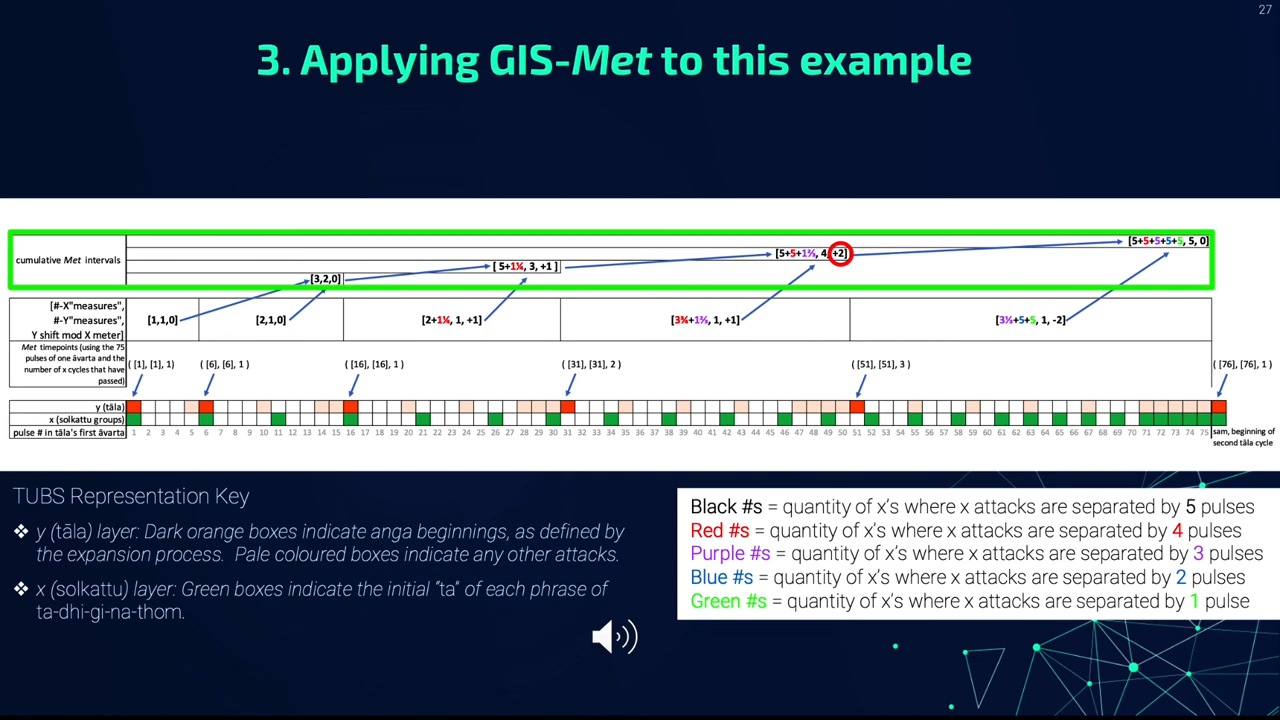 27
3. Applying GIS-Met to this example
cumulative Met intervals
[5+5+5+5+5, 5, 0]
[5+5+1⅔, 4, +2]
[ 5+1¼, 3, +1 ]
[3,2,0]
[#-X"measures",
#-Y"measures",
Y shift mod X meter]
[1,1,0]
[2,1,0]
[2+1¼, 1, +1]
[3¾+1⅔, 1, +1]
[3⅓+5+5, 1, -2]
Met timepoints (using the 75
pulses of one āvarta and the
number of x cycles that have
passed)
( [1], [1], 1)
( [6], [6], 1 )
( [16], [16], 1 )
( [31], [31], 2 )
( [51], [51], 3 )
( [76], [76], 1 )
y (tāla)
x (solkattu groups)
pulse # in tāla's first āvarta
1 2 3 4 5 6 7 8 9 10 11 12 13 14 15 16 17 18 19 20 21 22 23 24 25 26 27 28 29 30 31 32 33 34 35 36 37 38 39 40 41 42 43 44 45 46 47 48 49 50 51 52 53 54 55 56 57 58 59 60 61 62 63 64 65 66 67 68 69 70 71 72 73 74 75
sam, beginning of
second tāla cycle
TUBS Representation Key
❖ y (tāla) layer: Dark orange boxes indicate anga beginnings, as defined by
the expansion process. Pale coloured boxes indicate any other attacks.
❖ x (solkattu) layer: Green boxes indicate the initial "ta" of each phrase of
ta-dhi-gi-na-thom.
Black #s = quantity of x's where x attacks are separated by 5 pulses
Red #s = quantity of x's where x attacks are separated by 4 pulses
Purple #s = quantity of x's where x attacks are separated by 3 pulses
Blue #s = quantity of x's where x attacks are separated by 2 pulses
Green #s = quantity of x's where x attacks are separated by 1 pulse